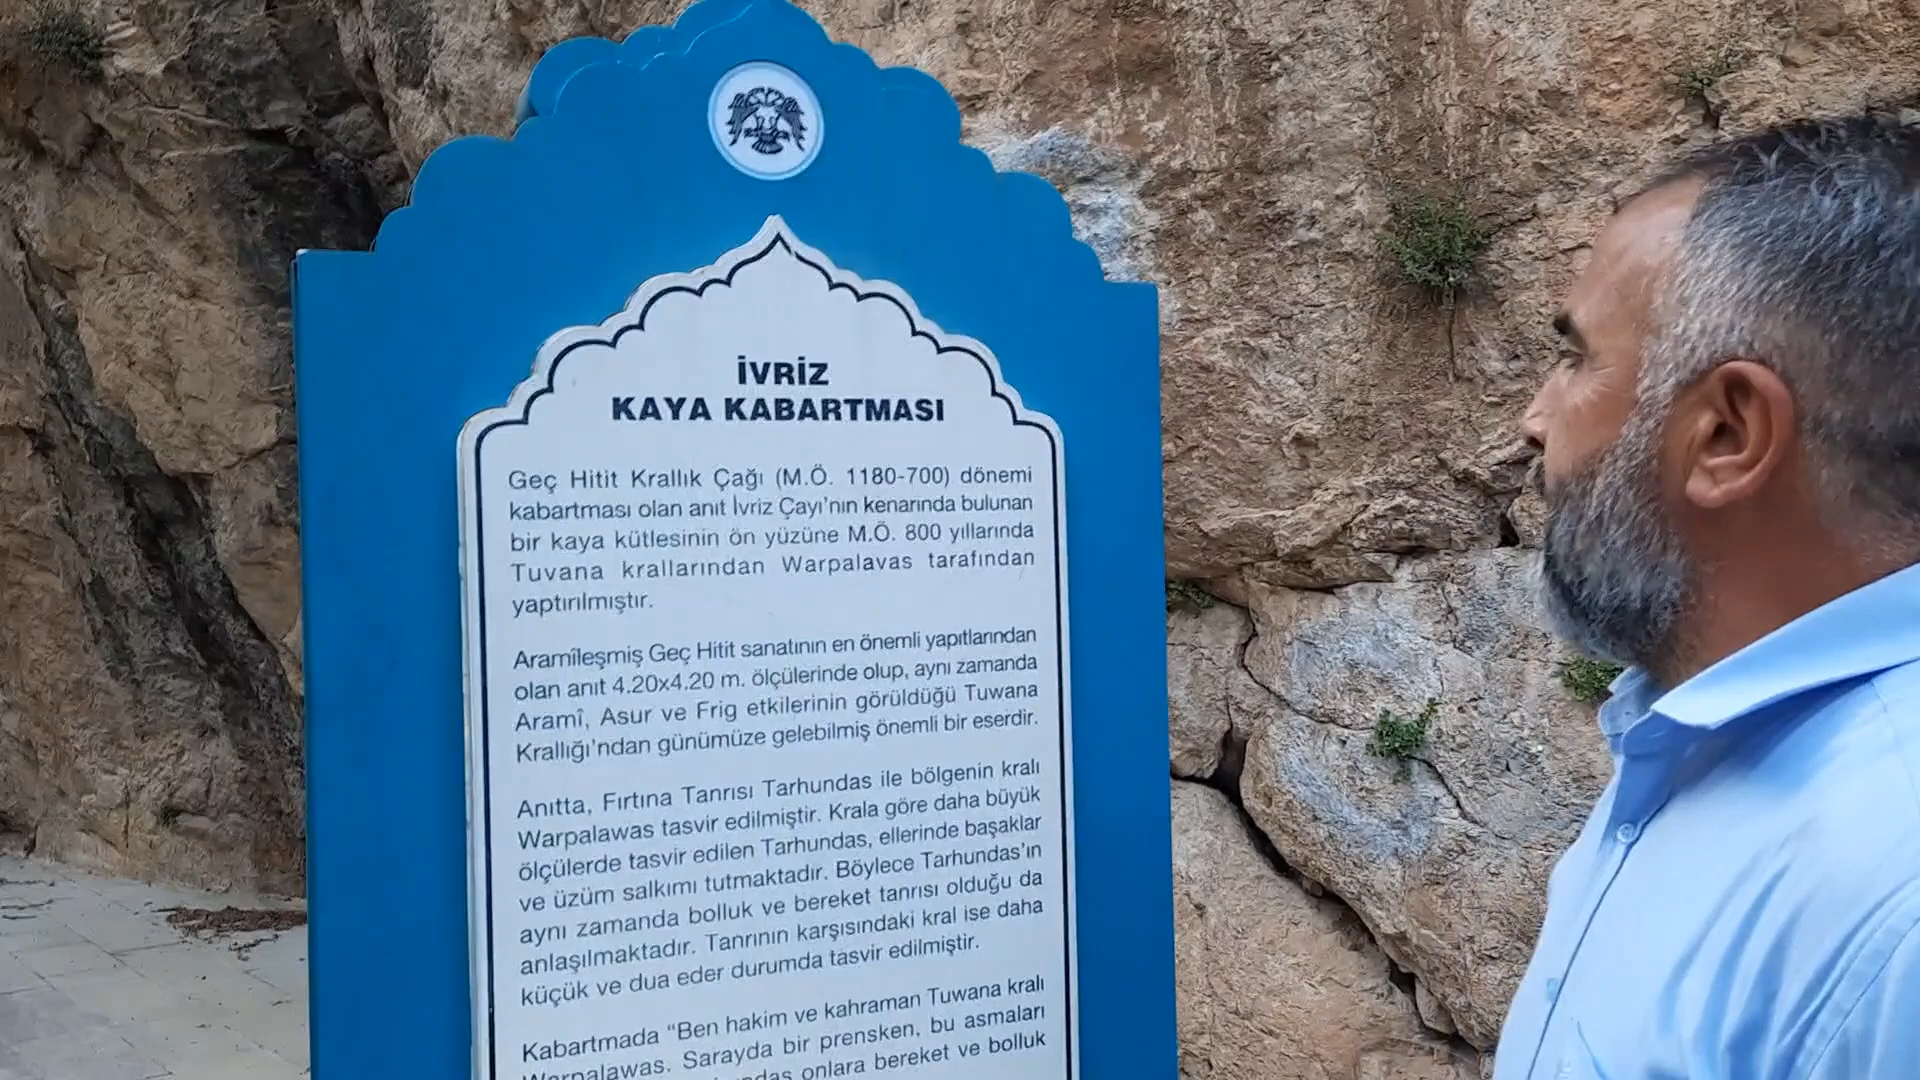 İVRİZ
KAYA KABARTMASI
Geç Hitit Krallık Çağı (M.Ö. 1180-700) dönemi
kabartması olan anıt İvriz Çayı'nın kenarında bulunan
bir kaya kütlesinin ön yüzüne M.Ö. 800 yıllarında
Tuvana krallarından Warpalavas tarafından
yaptırılmıştır.
Aramîleşmiş Geç Hitit sanatının en önemli yapıtlarından
olan anıt 4.20x4.20 m. ölçülerinde olup, aynı zamanda
Aramî, Asur ve Frig etkilerinin görüldüğü Tuwana
Krallığı'ndan günümüze gelebilmiş önemli bir eserdir.
Anıtta, Fırtına Tanrısı Tarhundas ile bölgenin kralı
Warpalawas tasvir edilmiştir. Krala göre daha büyük
ölçülerde tasvir edilen Tarhundas, ellerinde başaklar
ve üzüm salkımı tutmaktadır. Böylece Tarhundas'ın
aynı zamanda bolluk ve bereket tanrısı olduğu da
anlaşılmaktadır. Tanrının karşısındaki kral ise daha
küçük ve dua eder durumda tasvir edilmiştir.
Kabartmada "Ben hakim ve kahraman Tuwana kralı
Warpalawas. Sarayda bir prensken, bu asmaları
onlara bereket ve bolluk